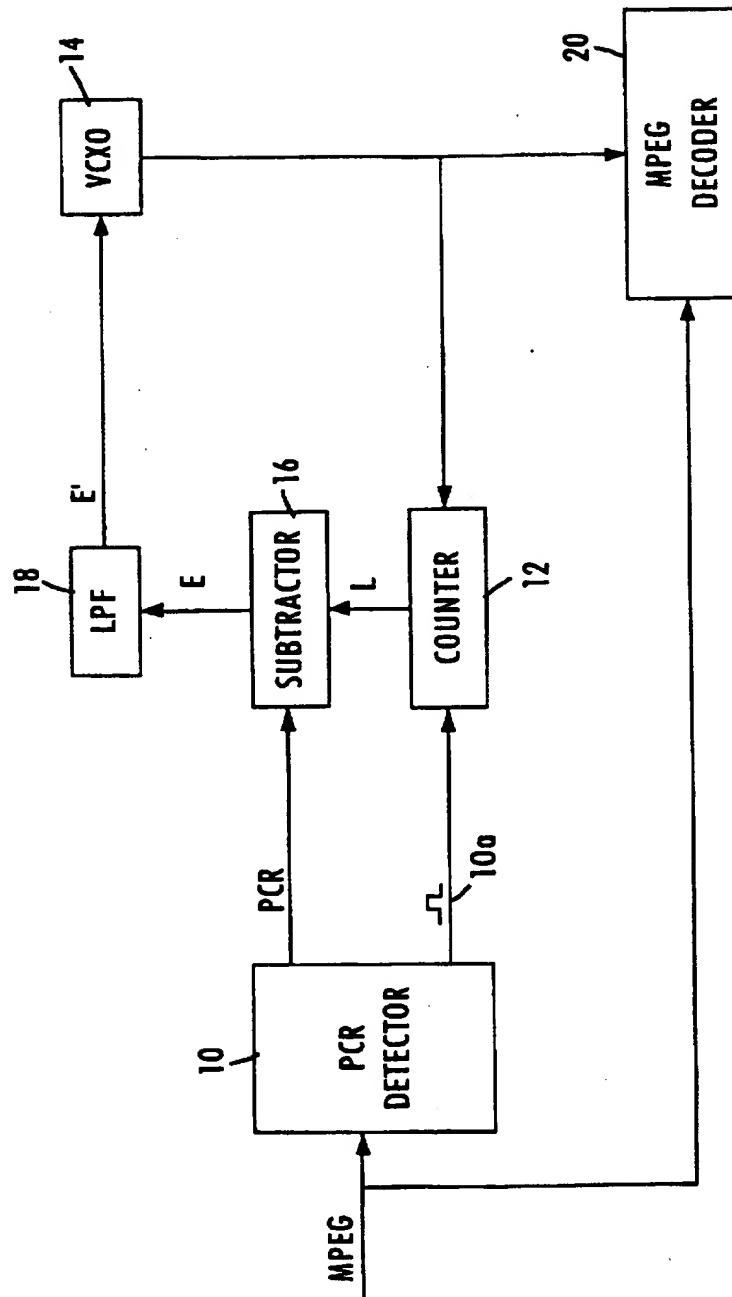 MPEG
10
PCR
DETECTOR
PCR
10a
18
LPF
E
E'
SUBTRACTOR
16
L
COUNTER
12
VCXO
14
MPEG
DECODER
20